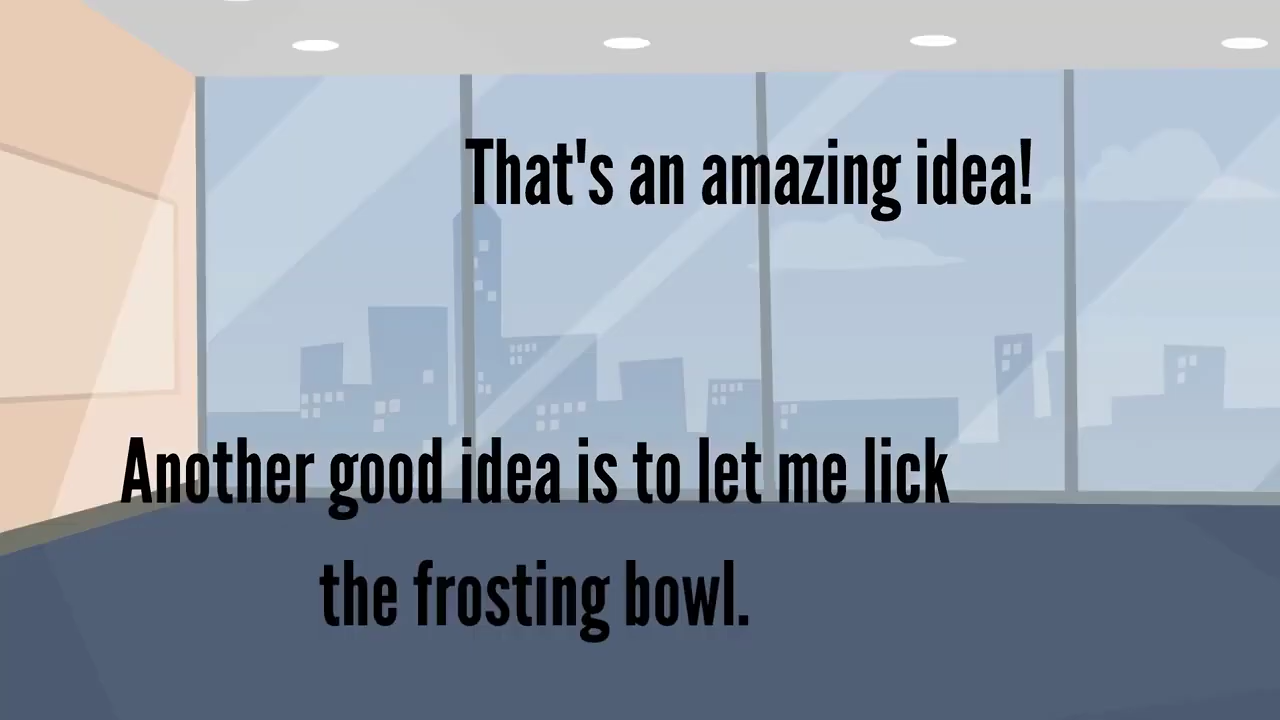 That's an amazing idea!
Another good idea is to let me lick
the frosting bowl.